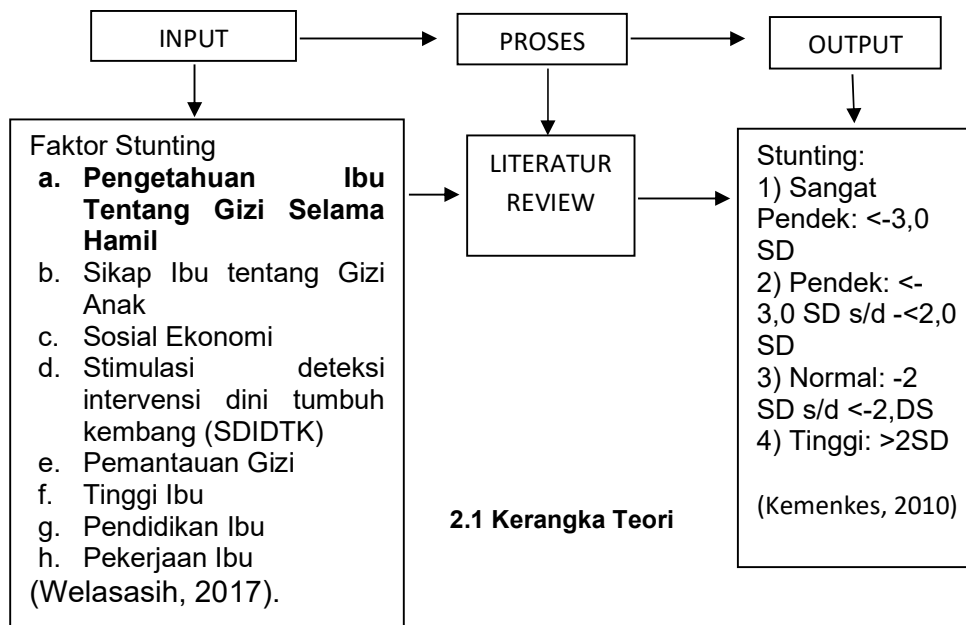 INPUT
PROSES
OUTPUT
Faktor Stunting
a. Pengetahuan Ibu
Tentang Gizi Selama
Hamil
b. Sikap Ibu tentang Gizi
Anak
c. Sosial Ekonomi
d. Stimulasi deteksi
intervensi dini tumbuh
kembang (SDIDTK)
e. Pemantauan Gizi
f. Tinggi Ibu
g. Pendidikan Ibu
h. Pekerjaan Ibu
(Welasasih, 2017).
LITERATUR
REVIEW
Stunting:
1) Sangat
Pendek: <-3,0
SD
2) Pendek: <-
3,0 SD s/d -<2,0
SD
3) Normal: -2
SD s/d <-2,DS
4) Tinggi: >2SD
(Kemenkes, 2010)
2.1 Kerangka Teori